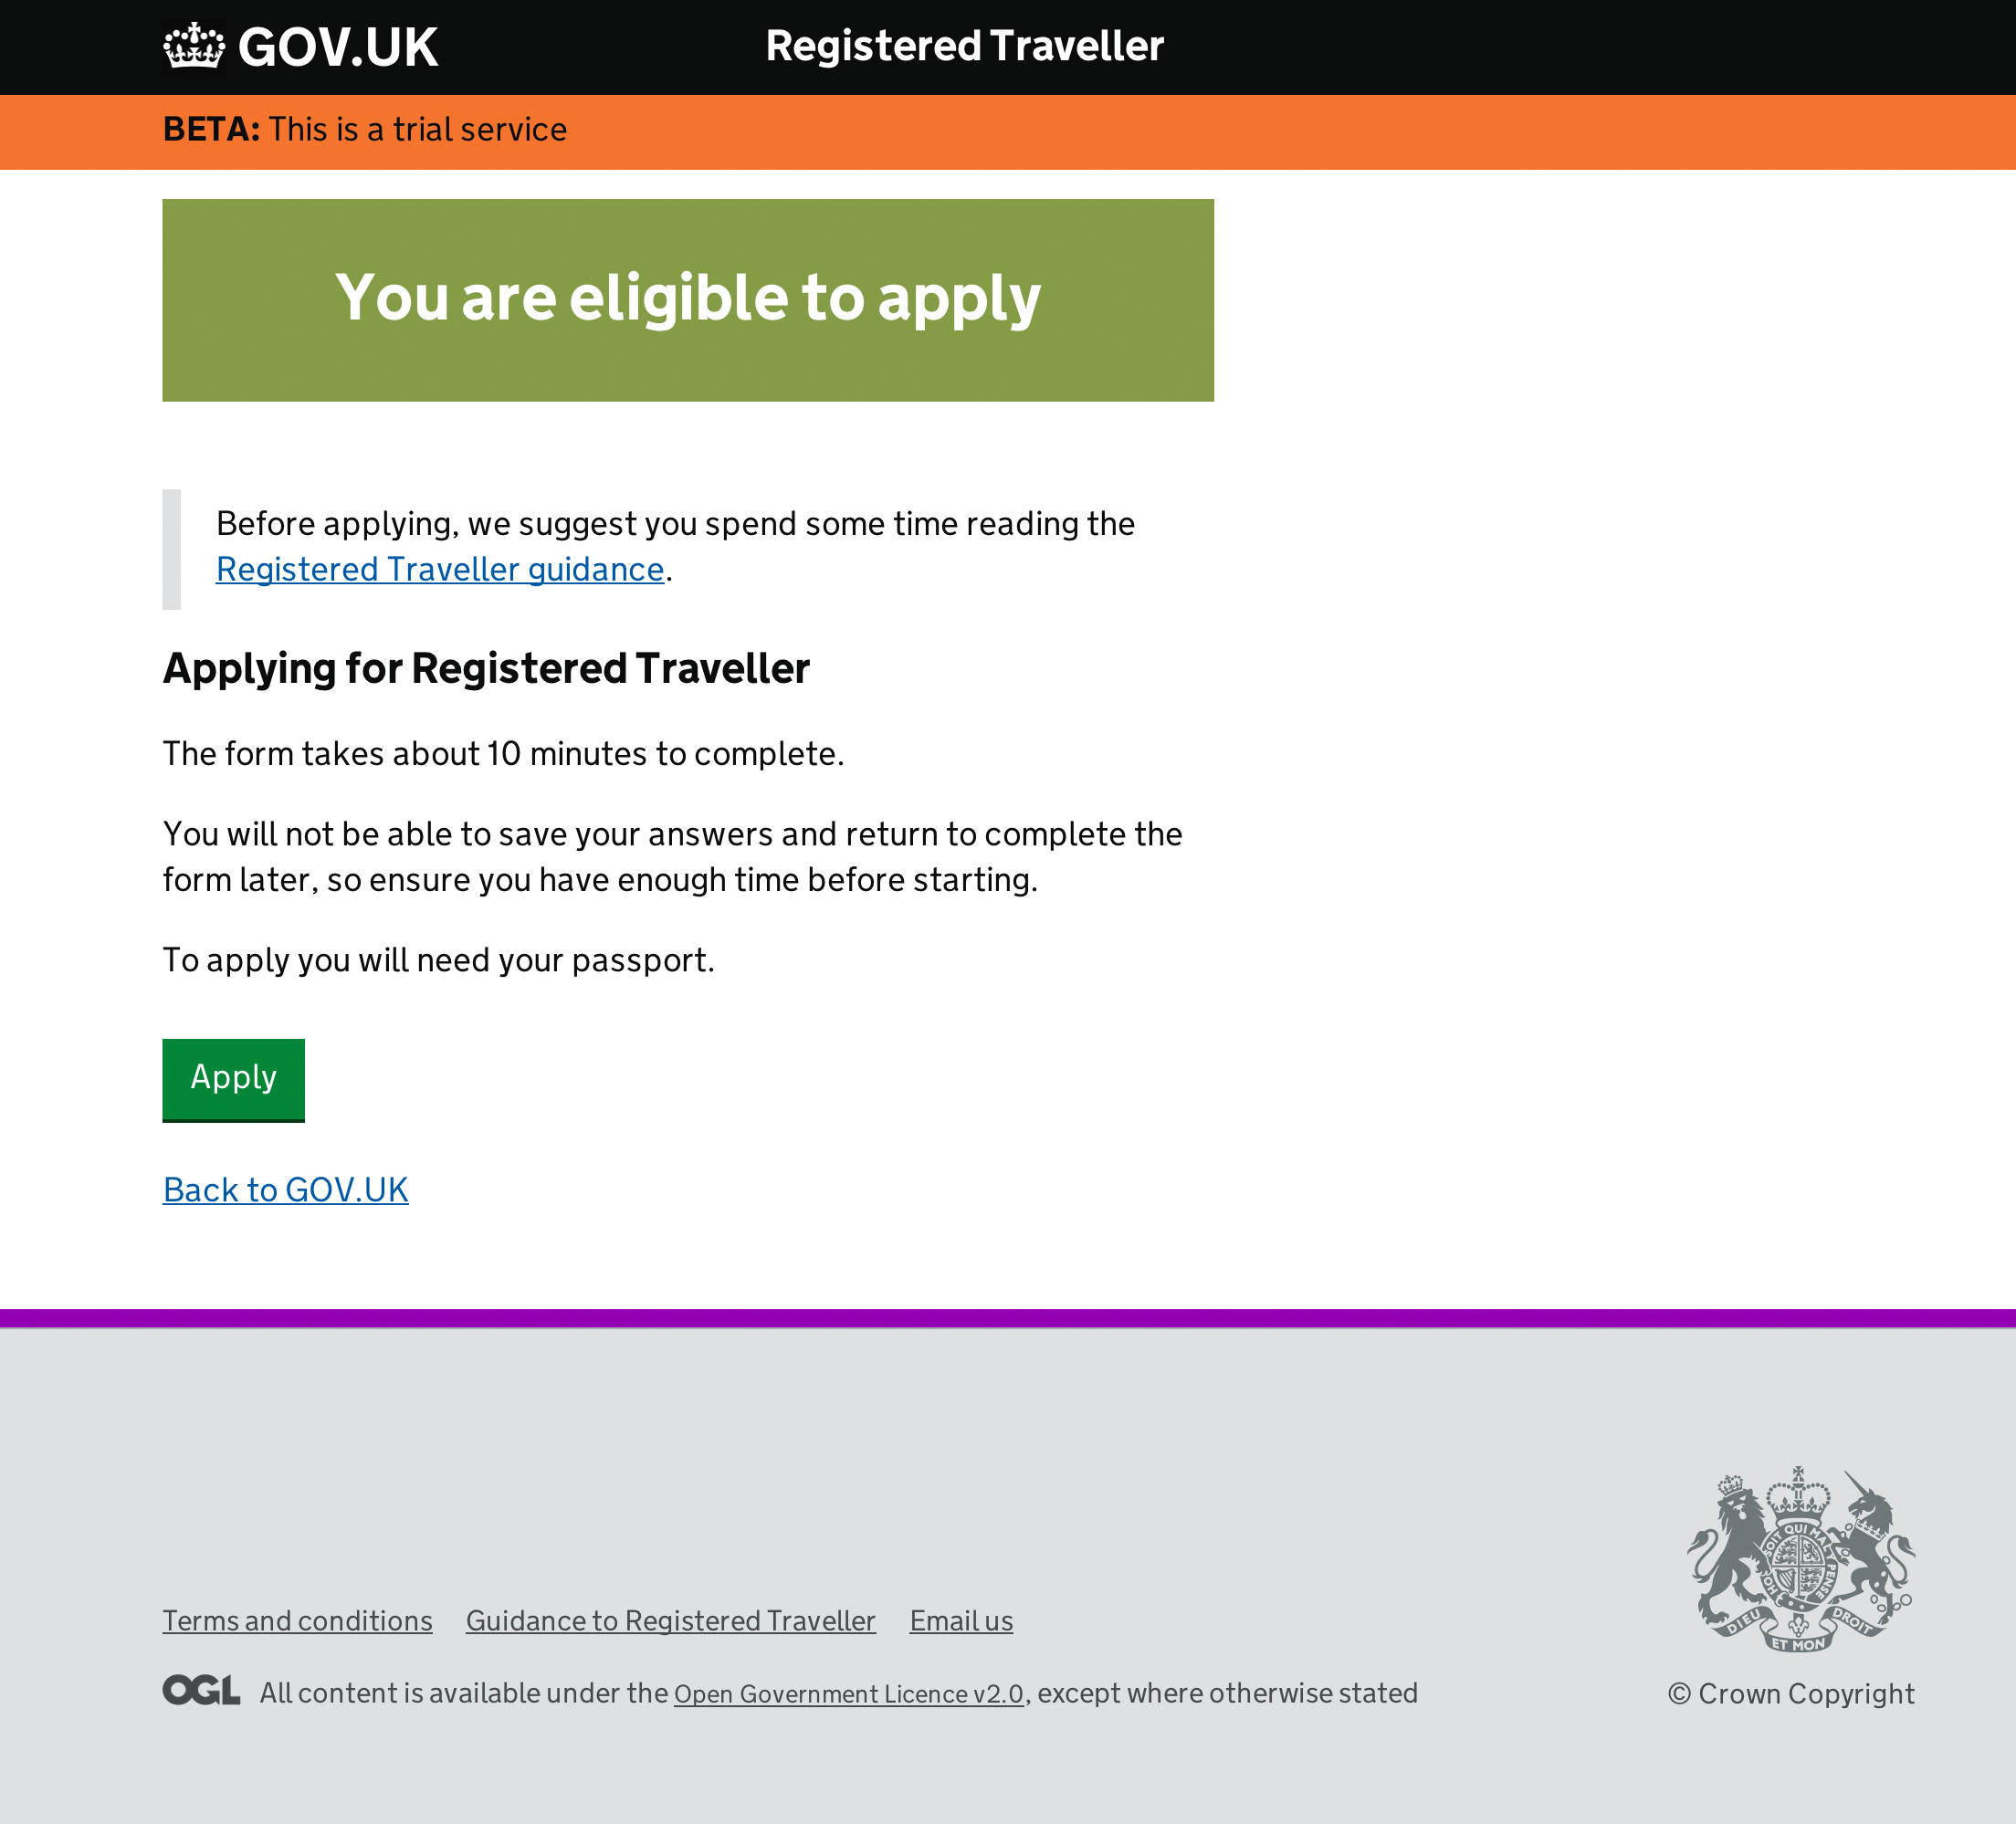 GOV.UK
Registered Traveller
BETA: This is a trial service
You are eligible to apply
Before applying, we suggest you spend some time reading the
Registered Traveller guidance.
Applying for Registered Traveller
The form takes about 10 minutes to complete.
You will not be able to save your answers and return to complete the
form later, so ensure you have enough time before starting.
To apply you will need your passport.
Apply
Back to GOV.UK
Terms and conditions Guidance to Registered Traveller Email us
OGL All content is available under the Open Government Licence v2.0, except where otherwise stated
SOIT QUI MAL
PENSE
HO
DIEU
ET MON
DROIT
© Crown Copyright